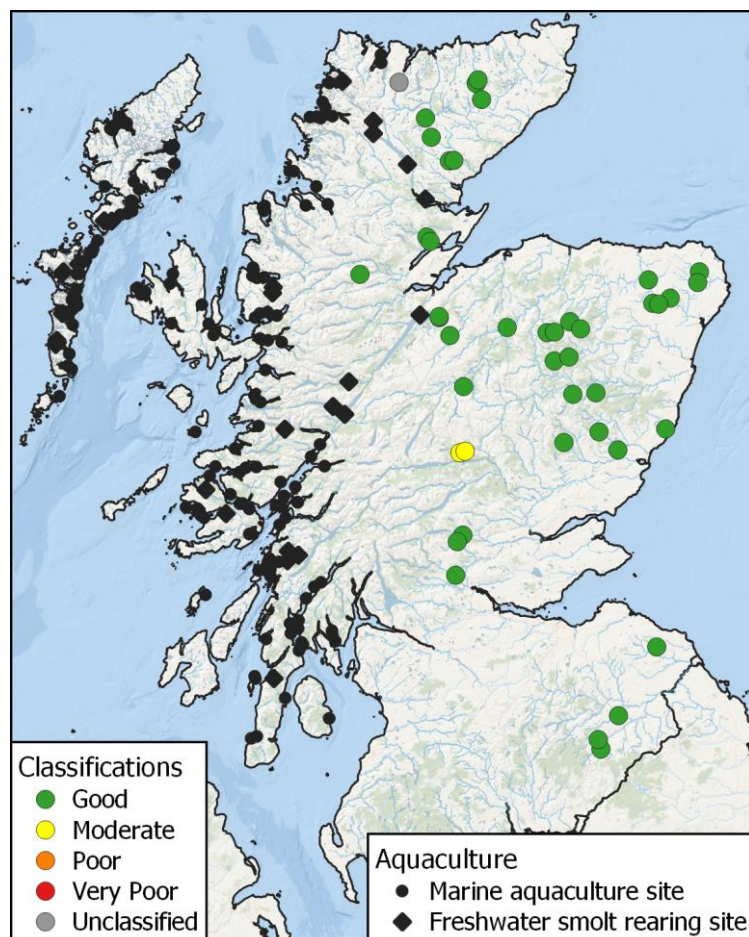 Classifications
Good
Moderate
Poor
Very Poor
Unclassified
Aquaculture
Marine aquaculture site
Freshwater smolt rearing site